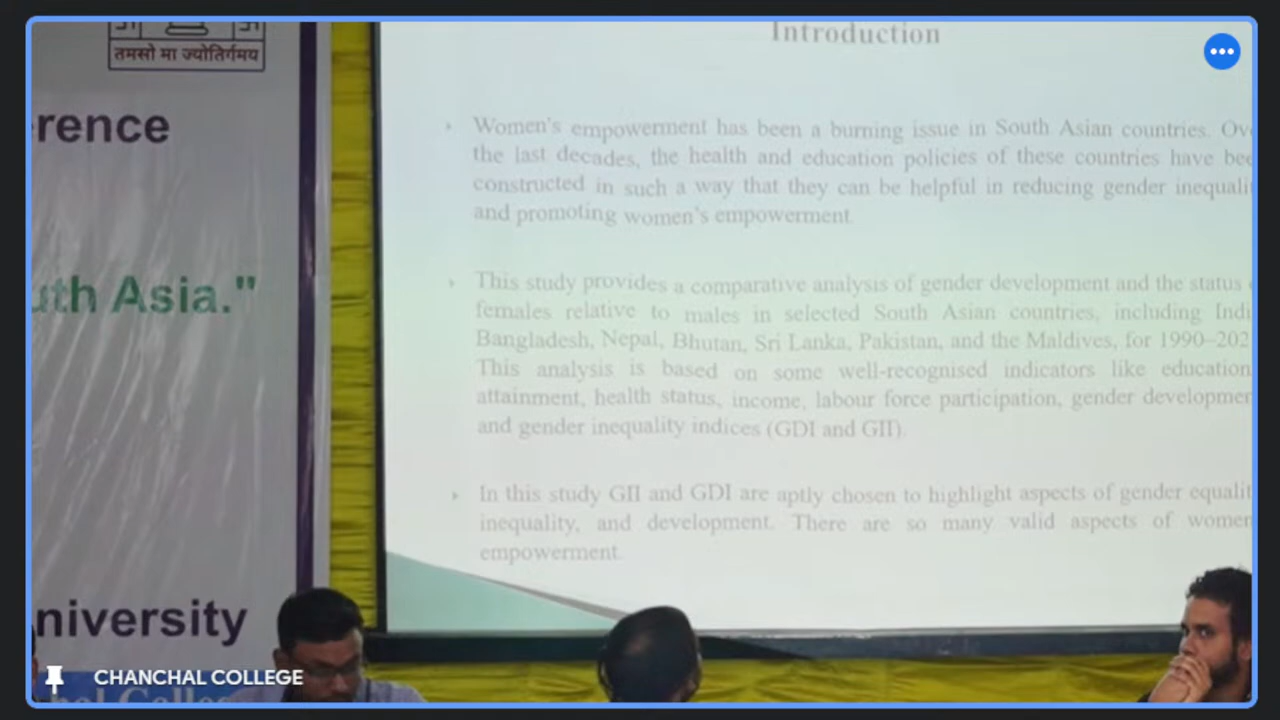 तमसो मा ज्योतिर्गमय
rence
uth Asia."
niversity
Introduction
Women's empowerment has been a burning issue in South Asian countries. Ove
the last decades, the health and education policies of these countries have bee
constructed in such a way that they can be helpful in reducing gender inequali
and promoting women's empowerment
This study provides a comparative analysis of gender development and the status
females relative to males in selected South Asian countries, including Indi
Bangladesh, Nepal, Bhutan, Sri Lanka, Pakistan, and the Maldives, for 1990–202
This analysis is based on some well-recognised indicators like education
attainment, health status, income, labour force participation, gender developmen
and gender inequality indices (GDI and GII).
In this study GII and GDI are aptly chosen to highlight aspects of gender equalit
inequality, and development. There are so many valid aspects of women
empowerment.
CHANCHAL COLLEGE